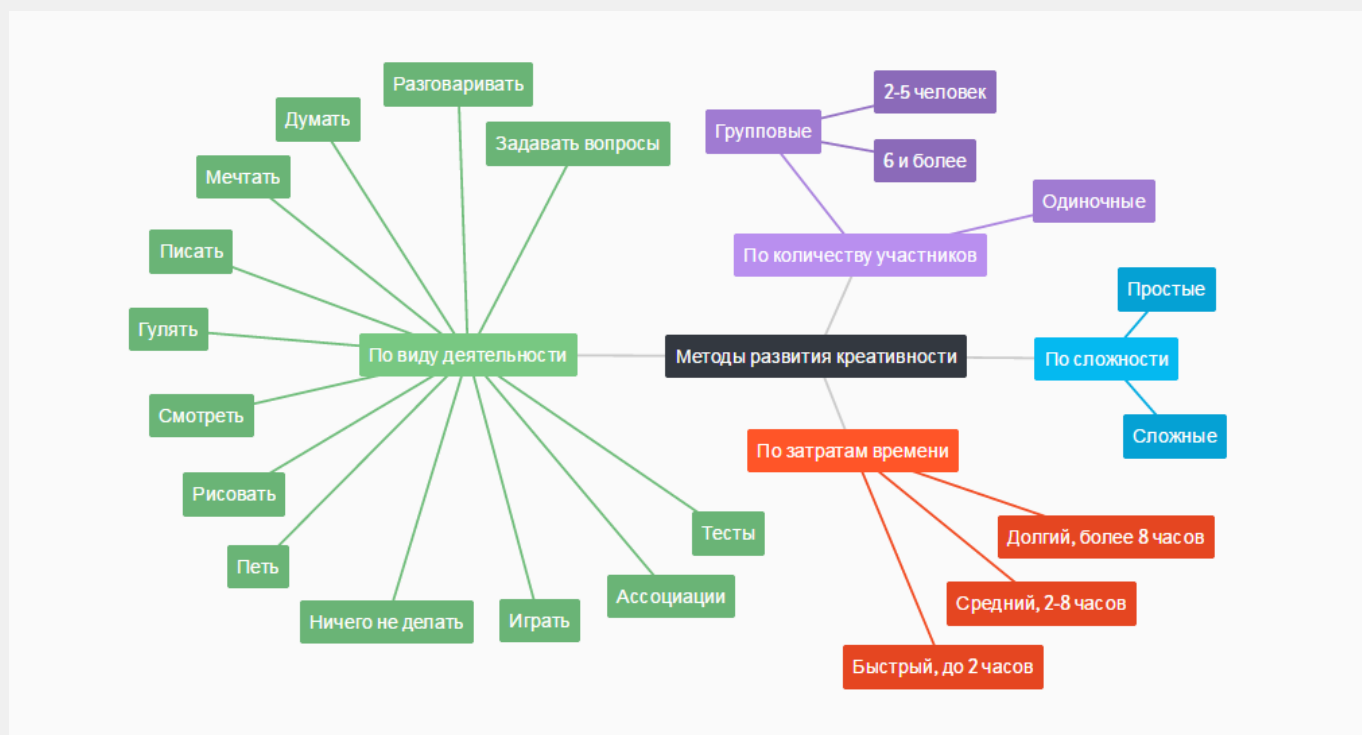 Разговаривать
Думать
Задавать вопросы
Мечтать
Писать
Гулять
По виду деятельности
Смотреть
Рисовать
Петь
Ничего не делать
Играть
Ассоциации
Тесты
Методы развития креативности
2-5 человек
Групповые
6 и более
Одиночные
По количеству участников
Простые
По сложности
Сложные
По затратам времени
Долгий, более 8 часов
Средний, 2-8 часов
Быстрый, до 2 часов